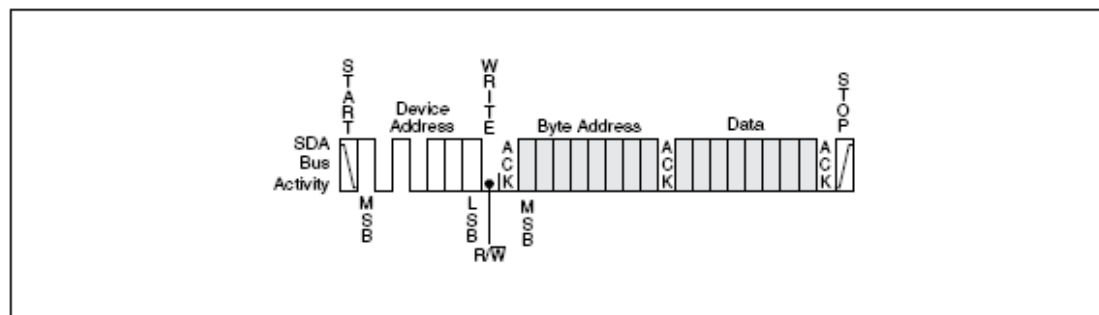 START
WRITE
STOP
Device
Address
Byte Address
Data
SDA
Bus
Activity
ACK
ACK
ACK
MSB
LSB
MSB
R/W̅